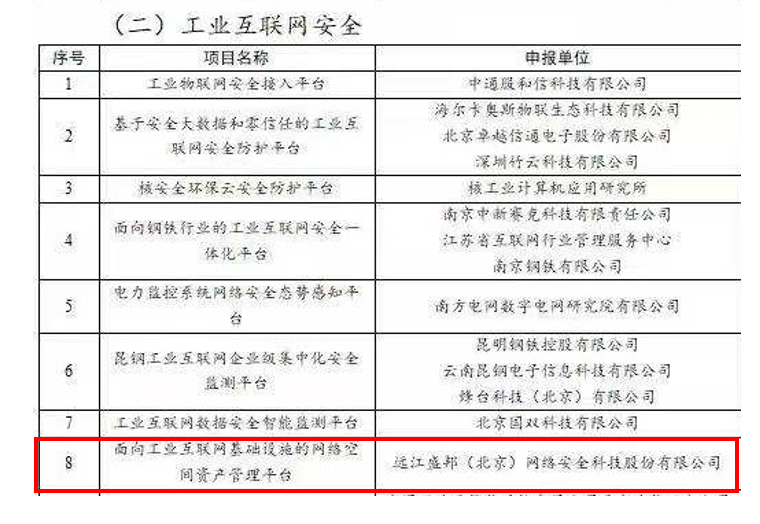 (二)工业互联网安全
序号 项目名称 申报单位
1 工业物联网安全接入平台 中通服和信科技有限公司
2 基于安全大数据和零信任的工业互
联网安全防护平台
海尔卡奥斯物联生态科技有限公司
北京卓越信通电子股份有限公司
深圳竹云科技有限公司
3 核安全环保云安全防护平台 核工业计算机应用研究所
4 面向钢铁行业的工业互联网安全一
体化平台
南京中新赛克科技有限责任公司
江苏省互联网行业管理服务中心
南京钢铁有限公司
5 电力监控系统网络安全态势感知平
台
南方电网数字电网研究院有限公司
6 昆钢工业互联网企业级集中化安全
监测平台
昆明钢铁控股有限公司
云南昆钢电子信息科技有限公司
烽台科技(北京)有限公司
7 工业互联网数据安全智能监测平台 北京国双科技有限公司
8 面向工业互联网基础设施的网络空
间资产管理平台
远江盛邦(北京)网络安全科技股份有限公司